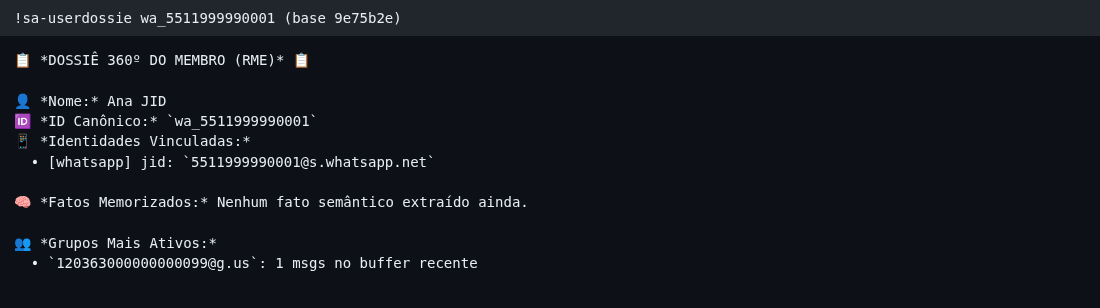 !sa-userdossie wa_5511999990001 (base 9e75b2e)
📋 *DOSSIÊ 360º DO MEMBRO (RME)* 📋
👤 *Nome:* Ana JID
🆔 *ID Canônico:* `wa_5511999990001`
📱 *Identidades Vinculadas:*
• [whatsapp] jid: `5511999990001@s.whatsapp.net`
🧠 *Fatos Memorizados:* Nenhum fato semântico extraído ainda.
👥 *Grupos Mais Ativos:*
• `120363000000000099@g.us`: 1 msgs no buffer recente